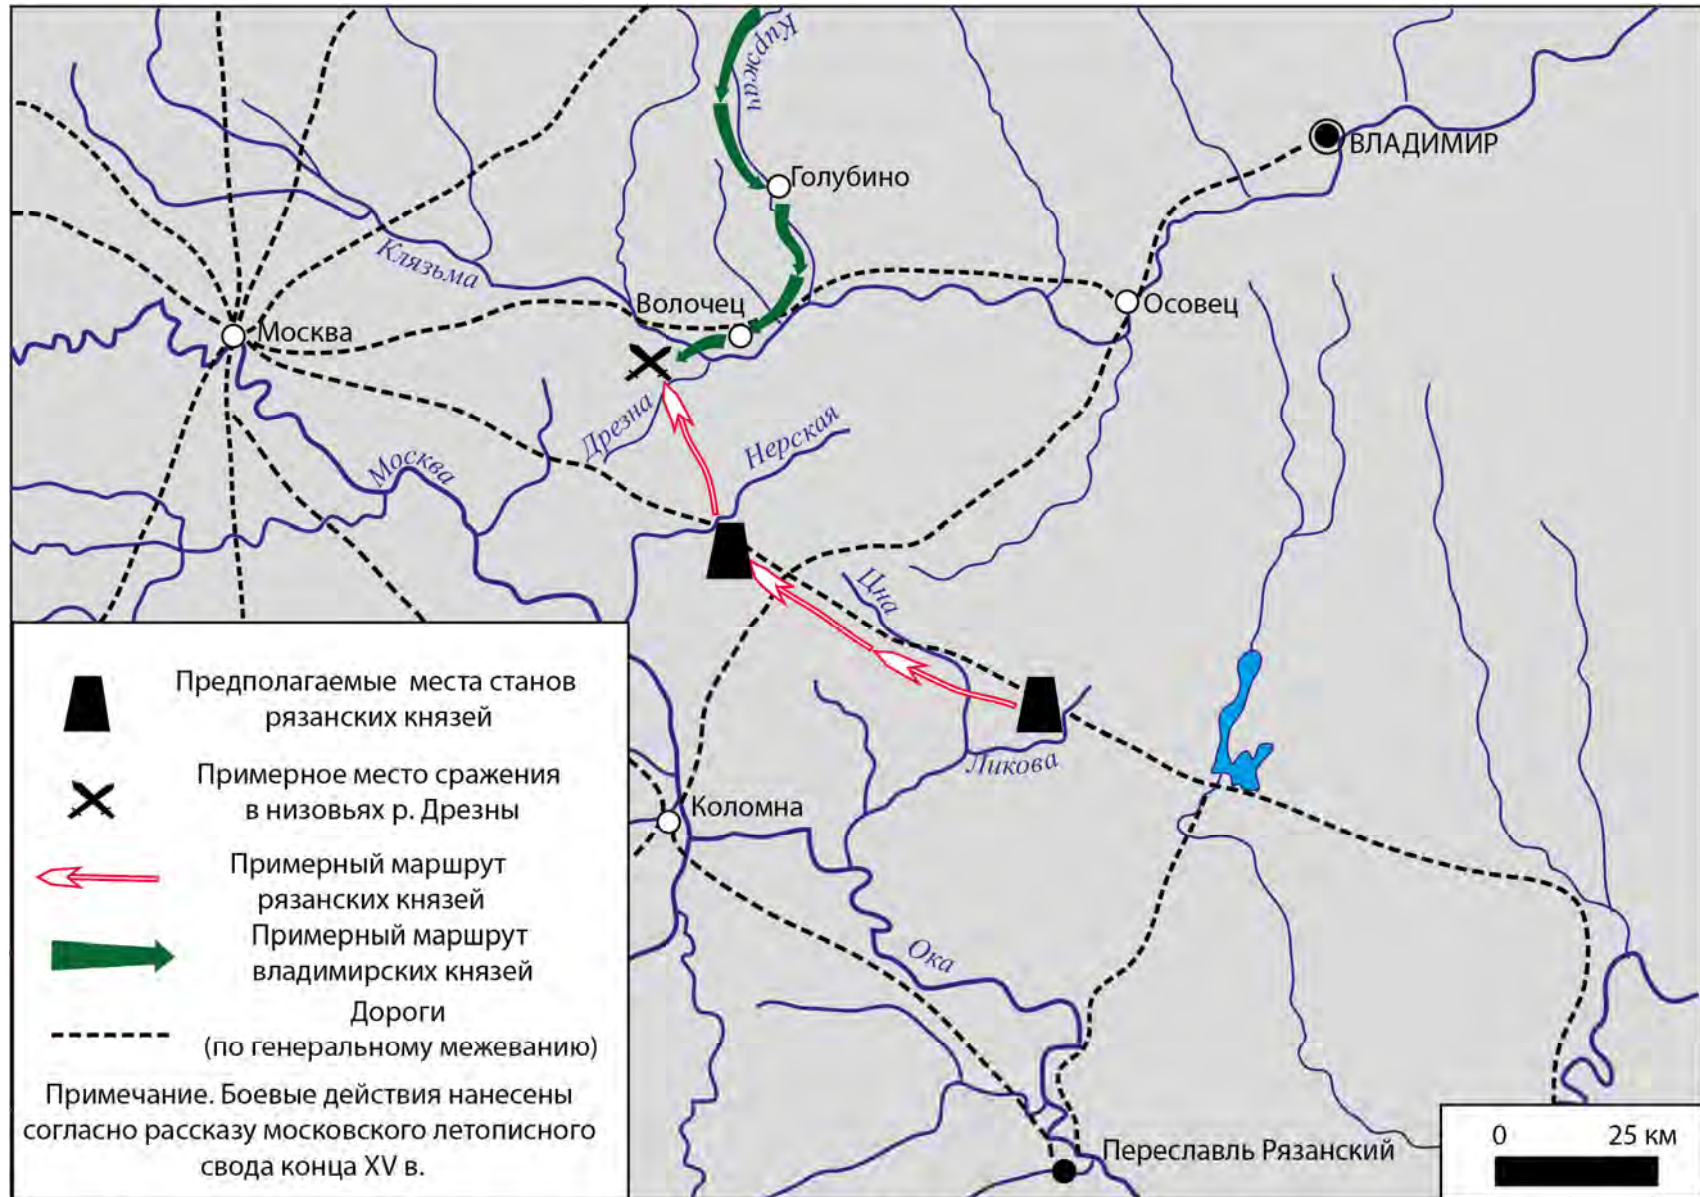 Киржач
ВЛАДИМИР
Голубино
Клязьма
Волочец
Осовец
Москва
Дрезна
Нерская
Москва
Цна
Ликова
Коломна
Ока
Переславль Рязанский
Предполагаемые места станов
рязанских князей
Примерное место сражения
в низовьях р. Дрезны
Примерный маршрут
рязанских князей
Примерный маршрут
владимирских князей
Дороги
(по генеральному межеванию)
Примечание. Боевые действия нанесены
согласно рассказу московского летописного
свода конца XV в.
0 25 км